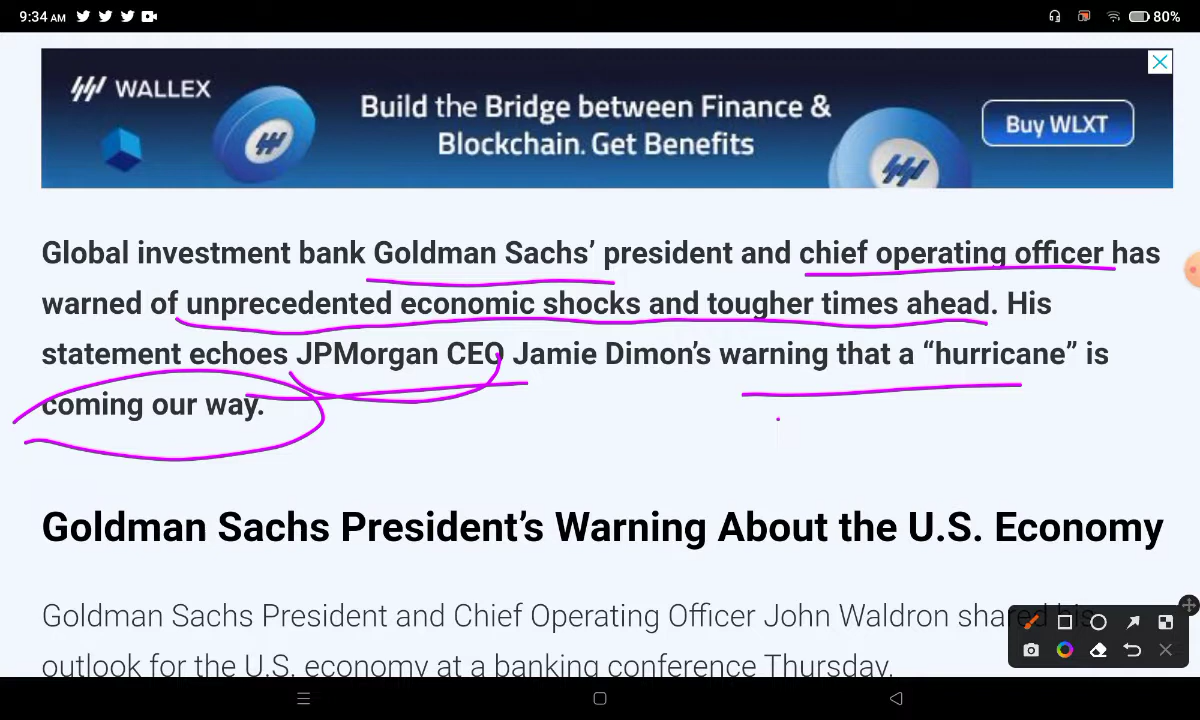 9:34 AM
80%
WALLEX
Build the Bridge between Finance &
Blockchain. Get Benefits
Buy WLXT
Global investment bank Goldman Sachs’ president and chief operating officer has
warned of unprecedented economic shocks and tougher times ahead. His
statement echoes JPMorgan CEO Jamie Dimon’s warning that a “hurricane” is
coming our way.
Goldman Sachs President’s Warning About the U.S. Economy
Goldman Sachs President and Chief Operating Officer John Waldron shared his
outlook for the U.S. economy at a banking conference Thursday.